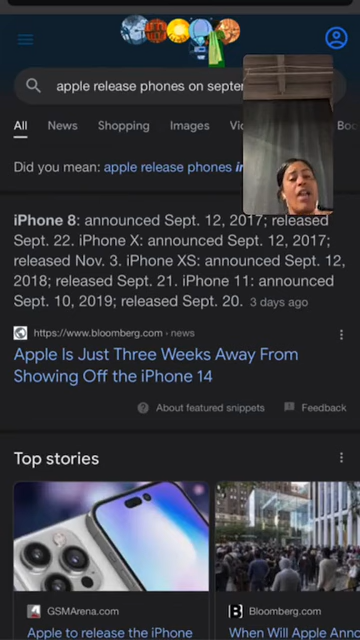 apple release phones on septe
All News Shopping Images Boo
Did you mean: apple release phones
iPhone 8: announced Sept. 12, 2017; released
Sept. 22. iPhone X: announced Sept. 12, 2017;
released Nov. 3. iPhone XS: announced Sept. 12,
2018; released Sept. 21. iPhone 11: announced
Sept. 10, 2019; released Sept. 20. 3 days ago
https://www.bloomberg.com › news
Apple Is Just Three Weeks Away From
Showing Off the iPhone 14
About featured snippets Feedback
Top stories
GSMArena.com B Bloomberg.com
Apple to release the iPhone When Will Apple Anno